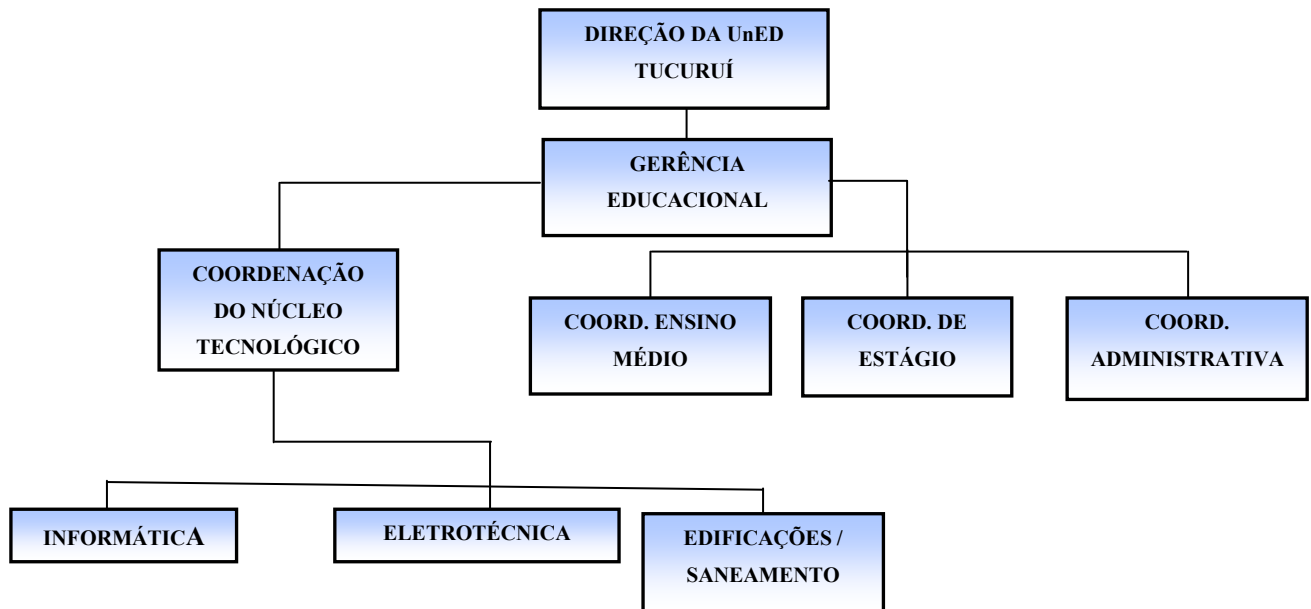 DIREÇÃO DA UnED
TUCURUÍ
GERÊNCIA
EDUCACIONAL
COORDENAÇÃO
DO NÚCLEO
TECNOLÓGICO
COORD. ENSINO
MÉDIO
COORD. DE
ESTÁGIO
COORD.
ADMINISTRATIVA
INFORMÁTICA
ELETROTÉCNICA
EDIFICAÇÕES /
SANEAMENTO